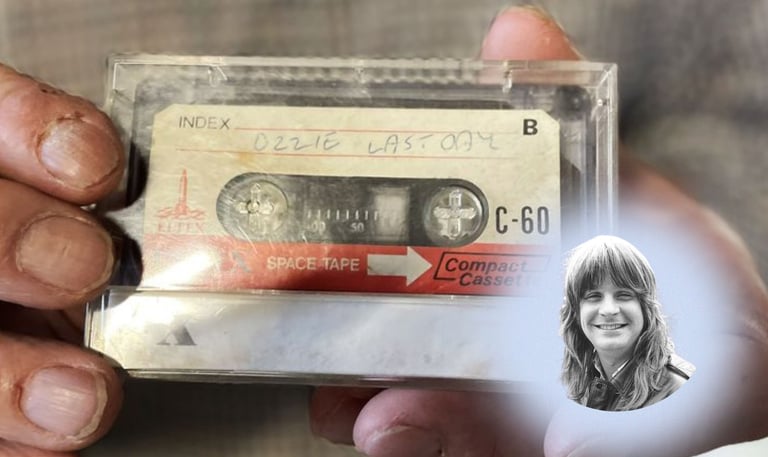 INDEX B
OZZIE LAST DAY
C-60
SPACE TAPE
Compact
Cassette
A